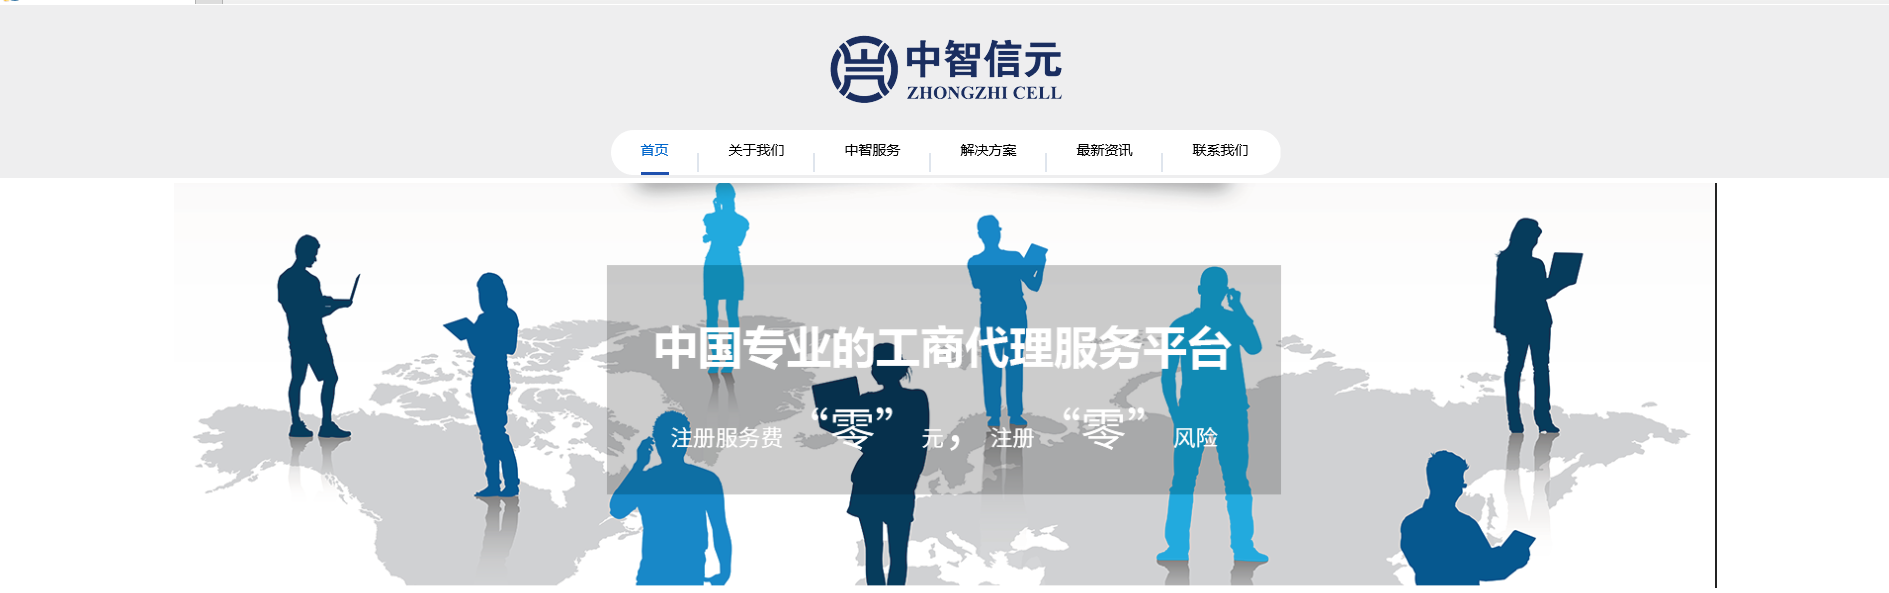 中智信元
ZHONGZHI CELL
首页 关于我们 中智服务 解决方案 最新资讯 联系我们
中国专业的工商代理服务平台
注册服务费 “零” 元，注册 “零” 风险